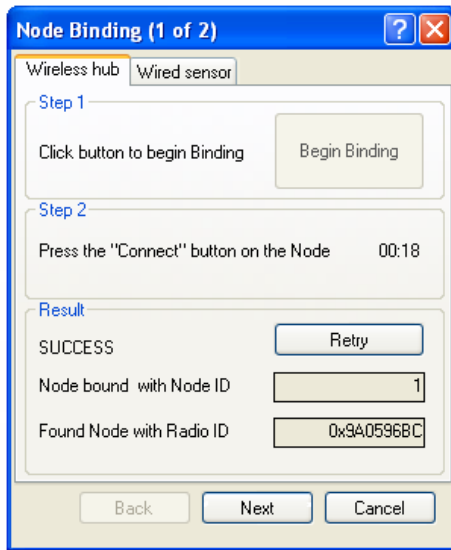 Node Binding (1 of 2)
Wireless hub Wired sensor
Step 1
Click button to begin Binding Begin Binding
Step 2
Press the "Connect" button on the Node 00:18
Result
SUCCESS Retry
Node bound with Node ID 1
Found Node with Radio ID 0x9A0596BC
Back Next Cancel